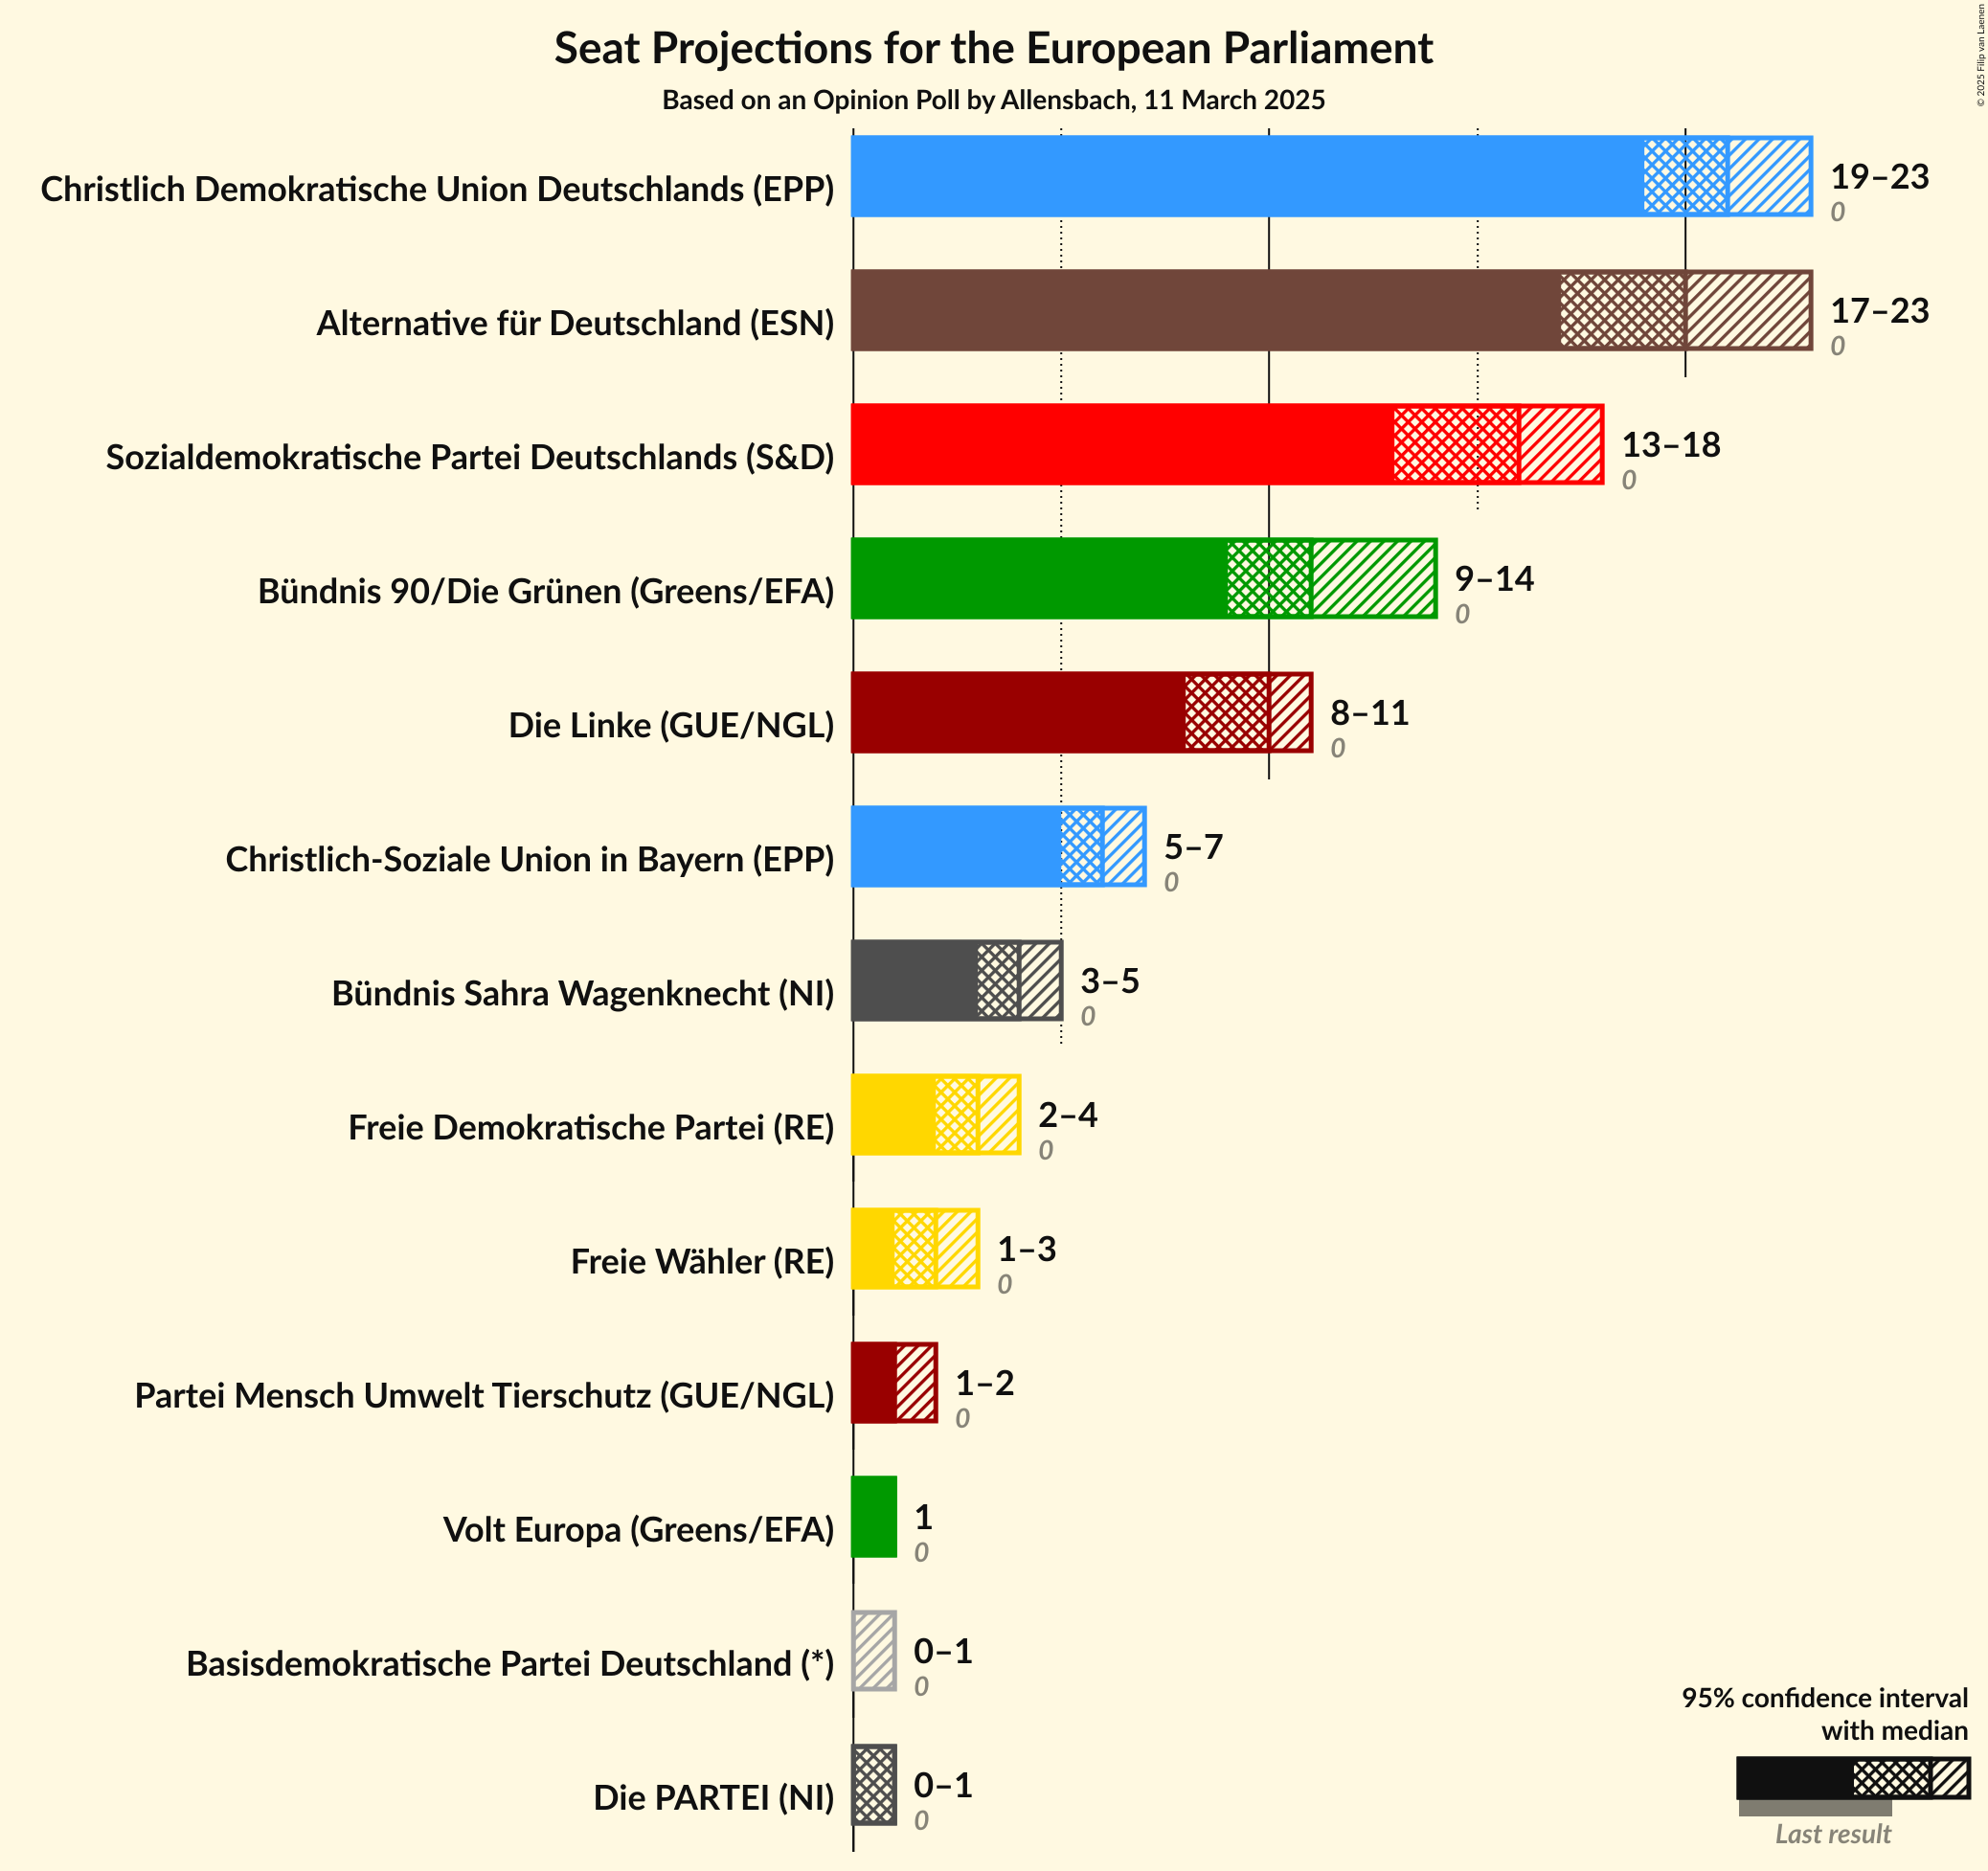 Seat Projections for the European Parliament
Based on an Opinion Poll by Allensbach, 11 March 2025
© 2025 Filip van Laenen
Christlich Demokratische Union Deutschlands (EPP)
19–23
0
Alternative für Deutschland (ESN)
17–23
0
Sozialdemokratische Partei Deutschlands (S&D)
13–18
0
Bündnis 90/Die Grünen (Greens/EFA)
9–14
0
Die Linke (GUE/NGL)
8–11
0
Christlich-Soziale Union in Bayern (EPP)
5–7
0
Bündnis Sahra Wagenknecht (NI)
3–5
0
Freie Demokratische Partei (RE)
2–4
0
Freie Wähler (RE)
1–3
0
Partei Mensch Umwelt Tierschutz (GUE/NGL)
1–2
0
Volt Europa (Greens/EFA)
1
0
Basisdemokratische Partei Deutschland (*)
0–1
0
Die PARTEI (NI)
0–1
0
95% confidence interval
with median
Last result